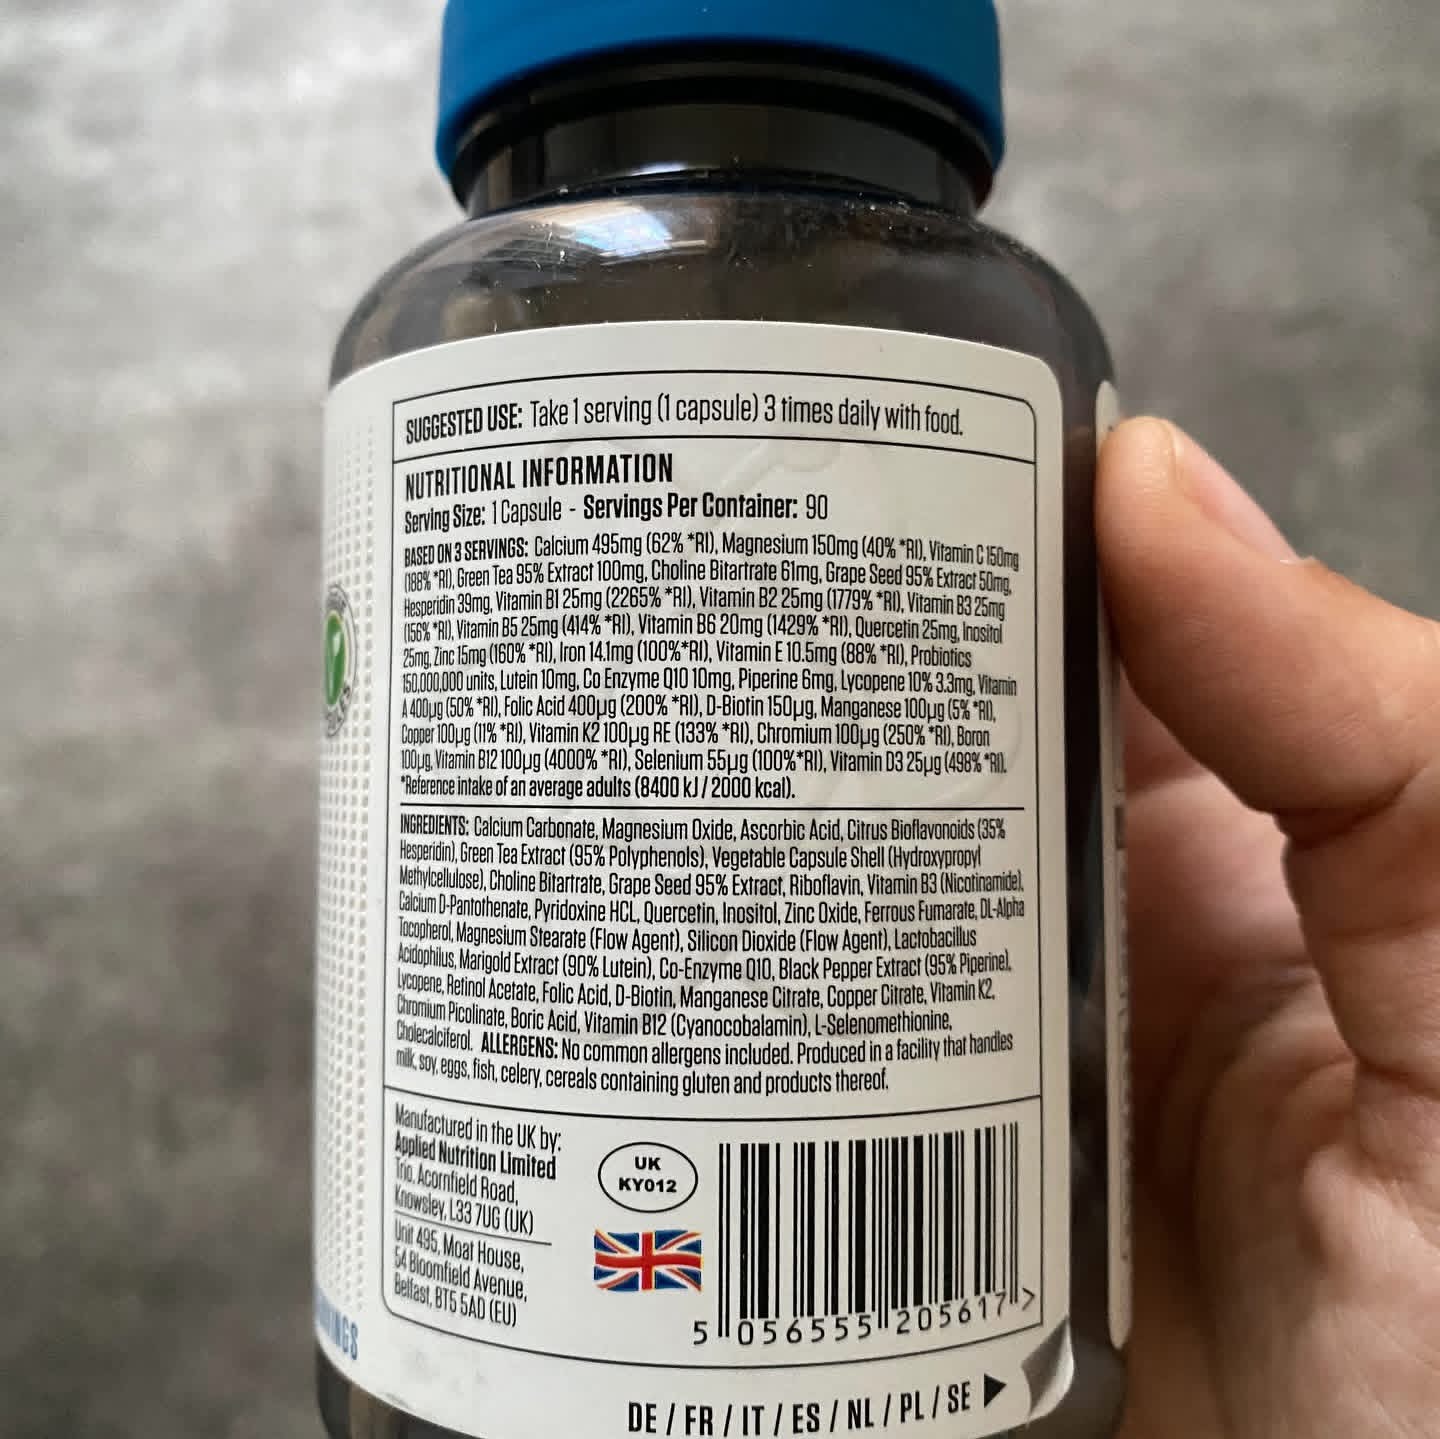 SUGGESTED USE: Take 1 serving (1 capsule) 3 times daily with food.
NUTRITIONAL INFORMATION
Serving Size: 1 Capsule - Servings Per Container: 90
BASED ON 3 SERVINGS: Calcium 495mg (62% *RI), Magnesium 150mg (40% *RI), Vitamin C 150mg
(188% *RI), Green Tea 95% Extract 100mg, Choline Bitartrate 61mg, Grape Seed 95% Extract 50mg,
Hesperidin 39mg, Vitamin B1 25mg (2265% *RI), Vitamin B2 25mg (1779% *RI), Vitamin B3 25mg
(156% *RI), Vitamin B5 25mg (414% *RI), Vitamin B6 20mg (1429% *RI), Quercetin 25mg, Inositol
25mg, Zinc 15mg (160% *RI), Iron 14.1mg (100%*RI), Vitamin E 10.5mg (88% *RI), Probiotics
150,000,000 units, Lutein 10mg, Co Enzyme Q10 10mg, Piperine 6mg, Lycopene 10% 3.3mg, Vitamin
A 400µg (50% *RI), Folic Acid 400µg (200% *RI), D-Biotin 150µg, Manganese 100µg (5% *RI),
Copper 100µg (11% *RI), Vitamin K2 100µg RE (133% *RI), Chromium 100µg (250% *RI), Boron
100µg, Vitamin B12 100µg (4000% *RI), Selenium 55µg (100%*RI), Vitamin D3 25µg (498% *RI).
*Reference intake of an average adults (8400 kJ / 2000 kcal).
INGREDIENTS: Calcium Carbonate, Magnesium Oxide, Ascorbic Acid, Citrus Bioflavonoids (35%
Hesperidin), Green Tea Extract (95% Polyphenols), Vegetable Capsule Shell (Hydroxypropyl
Methylcellulose), Choline Bitartrate, Grape Seed 95% Extract, Riboflavin, Vitamin B3 (Nicotinamide),
Calcium D-Pantothenate, Pyridoxine HCL, Quercetin, Inositol, Zinc Oxide, Ferrous Fumarate, DL-Alpha
Tocopherol, Magnesium Stearate (Flow Agent), Silicon Dioxide (Flow Agent), Lactobacillus
Acidophilus, Marigold Extract (90% Lutein), Co-Enzyme Q10, Black Pepper Extract (95% Piperine),
Lycopene, Retinol Acetate, Folic Acid, D-Biotin, Manganese Citrate, Copper Citrate, Vitamin K2,
Chromium Picolinate, Boric Acid, Vitamin B12 (Cyanocobalamin), L-Selenomethionine,
Cholecalciferol. ALLERGENS: No common allergens included. Produced in a facility that handles
milk, soy, eggs, fish, celery, cereals containing gluten and products thereof.
Manufactured in the UK by:
Applied Nutrition Limited
Trio, Acornfield Road,
Knowsley, L33 7UG (UK)
Unit 495, Moat House,
54 Bloomfield Avenue,
Belfast, BT5 5AD (EU)
UK
KY012
5 056555 205617 >
DE / FR / IT / ES / NL / PL / SE